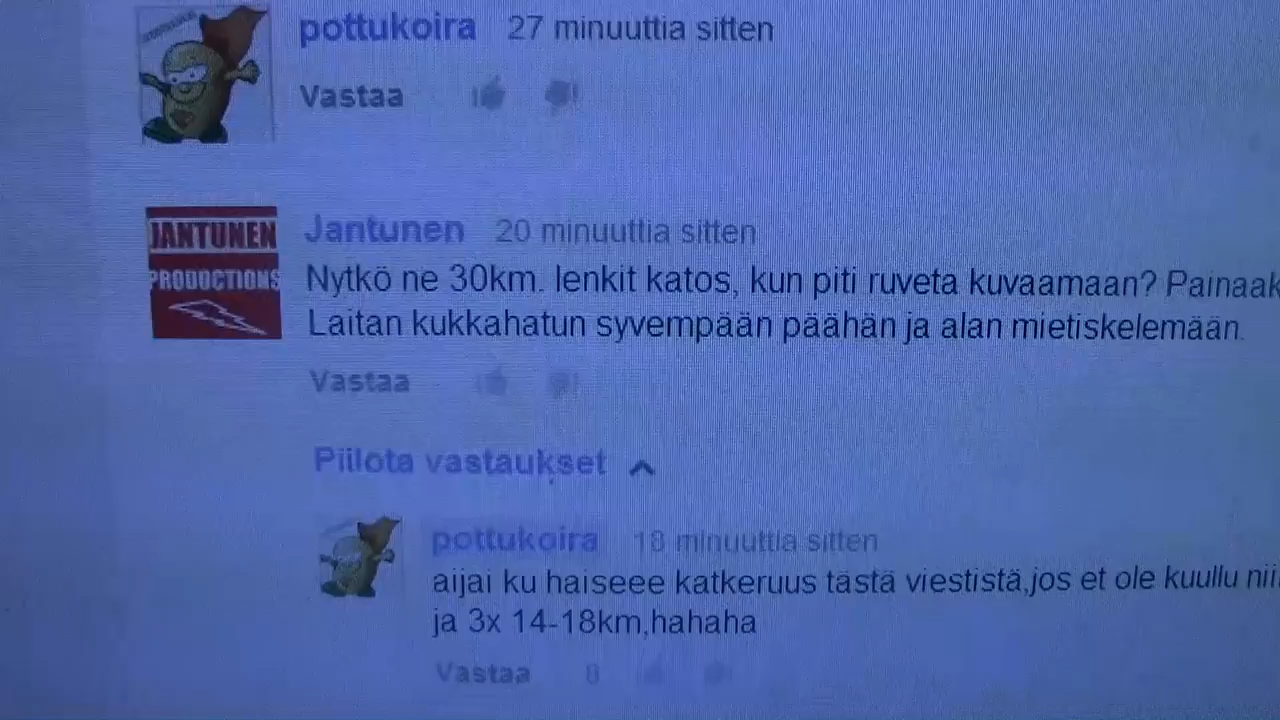 pottukoira 27 minuuttia sitten
Vastaa
JANTUNEN
PRODUCTIONS
Jantunen 20 minuuttia sitten
Nytkö ne 30km. lenkit katos, kun piti ruveta kuvaamaan? Painaak
Laitan kukkahatun syvempään päähän ja alan mietiskelemään.
Vastaa
Piilota vastaukset
pottukoira 18 minuuttia sitten
aijai ku haiseee katkeruus tästä viestistä,jos et ole kuullu nii
ja 3x 14-18km,hahaha
Vastaa 8